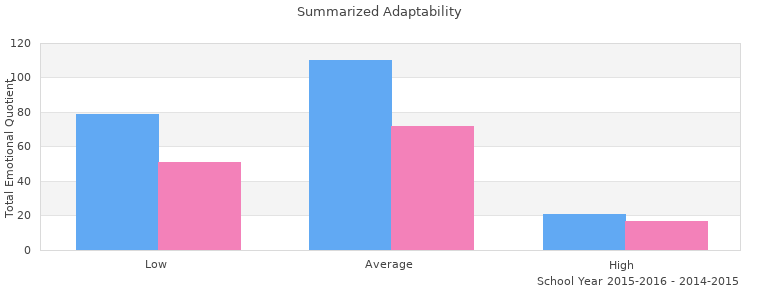 Summarized Adaptability
120
100
80
60
40
20
0
Total Emotional Quotient
Low
Average
High
School Year 2015-2016 - 2014-2015